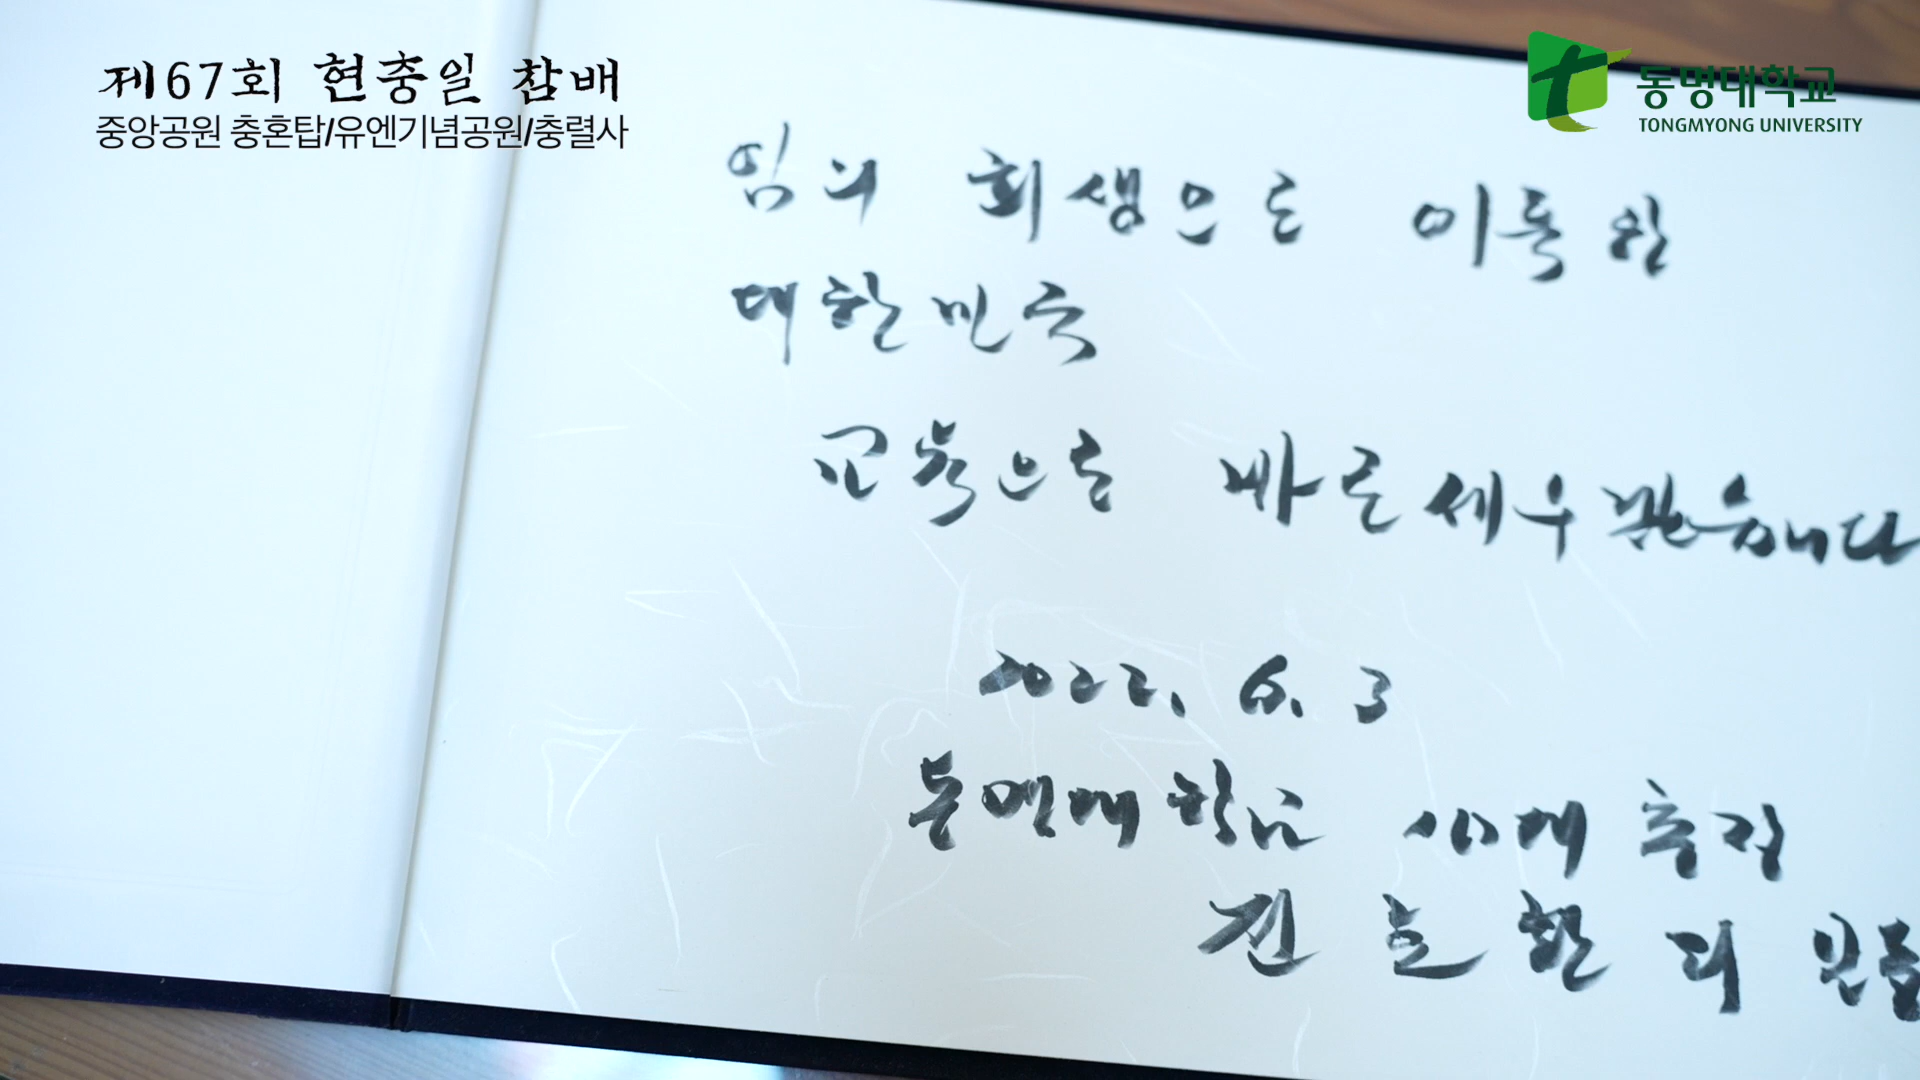 제67회 현충일 참배
중앙공원 충혼탑/유엔기념공원/충렬사
동명대학교
TONGMYONG UNIVERSITY
임의 희생으로 이룩한
대한민국
교육으로 바로 세우겠습니다
2022. 6. 3
동명대학교 총장
전호환